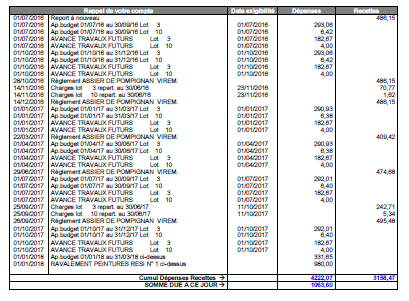 Rappel de votre compte Date exigibilité Dépenses Recettes
01/07/2016 Report à nouveau 486,15
01/07/2016 Ap.budget 01/07/16 au 30/09/16 Lot 3 01/07/2016 293,06
01/07/2016 Ap.budget 01/07/16 au 30/09/16 Lot 10 01/07/2016 6,42
01/07/2016 AVANCE TRAVAUX FUTURS Lot 3 01/07/2016 182,67
01/07/2016 AVANCE TRAVAUX FUTURS Lot 10 01/07/2016 4,00
01/10/2016 Ap.budget 01/10/16 au 31/12/16 Lot 3 01/10/2016 293,06
01/10/2016 Ap.budget 01/10/16 au 31/12/16 Lot 10 01/10/2016 6,42
01/10/2016 AVANCE TRAVAUX FUTURS Lot 3 01/10/2016 182,67
01/10/2016 AVANCE TRAVAUX FUTURS Lot 10 01/10/2016 4,00
28/10/2016 Règlement ASSIER DE POMPIGNAN VIREM. 486,15
14/11/2016 Charges lot 3 repart. au 30/06/16 23/11/2016 70,77
14/11/2016 Charges lot 10 repart. au 30/06/16 23/11/2016 1,62
14/12/2016 Règlement ASSIER DE POMPIGNAN VIREM. 486,15
01/01/2017 Ap.budget 01/01/17 au 31/03/17 Lot 3 01/01/2017 290,93
01/01/2017 Ap.budget 01/01/17 au 31/03/17 Lot 10 01/01/2017 6,38
01/01/2017 AVANCE TRAVAUX FUTURS Lot 3 01/01/2017 182,67
01/01/2017 AVANCE TRAVAUX FUTURS Lot 10 01/01/2017 4,00
22/03/2017 Règlement ASSIER DE POMPIGNAN VIREM. 409,42
01/04/2017 Ap.budget 01/04/17 au 30/06/17 Lot 3 01/04/2017 290,93
01/04/2017 Ap.budget 01/04/17 au 30/06/17 Lot 10 01/04/2017 6,38
01/04/2017 AVANCE TRAVAUX FUTURS Lot 3 01/04/2017 182,67
01/04/2017 AVANCE TRAVAUX FUTURS Lot 10 01/04/2017 4,00
29/06/2017 Règlement ASSIER DE POMPIGNAN VIREM. 474,66
01/07/2017 Ap.budget 01/07/17 au 30/09/17 Lot 3 01/07/2017 292,01
01/07/2017 Ap.budget 01/07/17 au 30/09/17 Lot 10 01/07/2017 6,40
01/07/2017 AVANCE TRAVAUX FUTURS Lot 3 01/07/2017 182,67
01/07/2017 AVANCE TRAVAUX FUTURS Lot 10 01/07/2017 4,00
25/09/2017 Charges lot 3 repart. au 30/06/17 11/10/2017 242,71
25/09/2017 Charges lot 10 repart. au 30/06/17 11/10/2017 5,34
26/09/2017 Règlement ASSIER DE POMPIGNAN VIREM. 495,48
01/10/2017 Ap.budget 01/10/17 au 31/12/17 Lot 3 01/10/2017 292,01
01/10/2017 Ap.budget 01/10/17 au 31/12/17 Lot 10 01/10/2017 6,40
01/10/2017 AVANCE TRAVAUX FUTURS Lot 3 01/10/2017 182,67
01/10/2017 AVANCE TRAVAUX FUTURS Lot 10 01/10/2017 4,00
01/01/2018 Ap.budget 01/01/18 au 31/03/18 ci-dessus 331,65
01/01/2018 RAVALEMENT PEINTURES RESI N° 1 ci-dessus 980,00
Cumul Dépenses Recettes → 4222,07 3158,47
SOMME DUE A CE JOUR → 1063,60